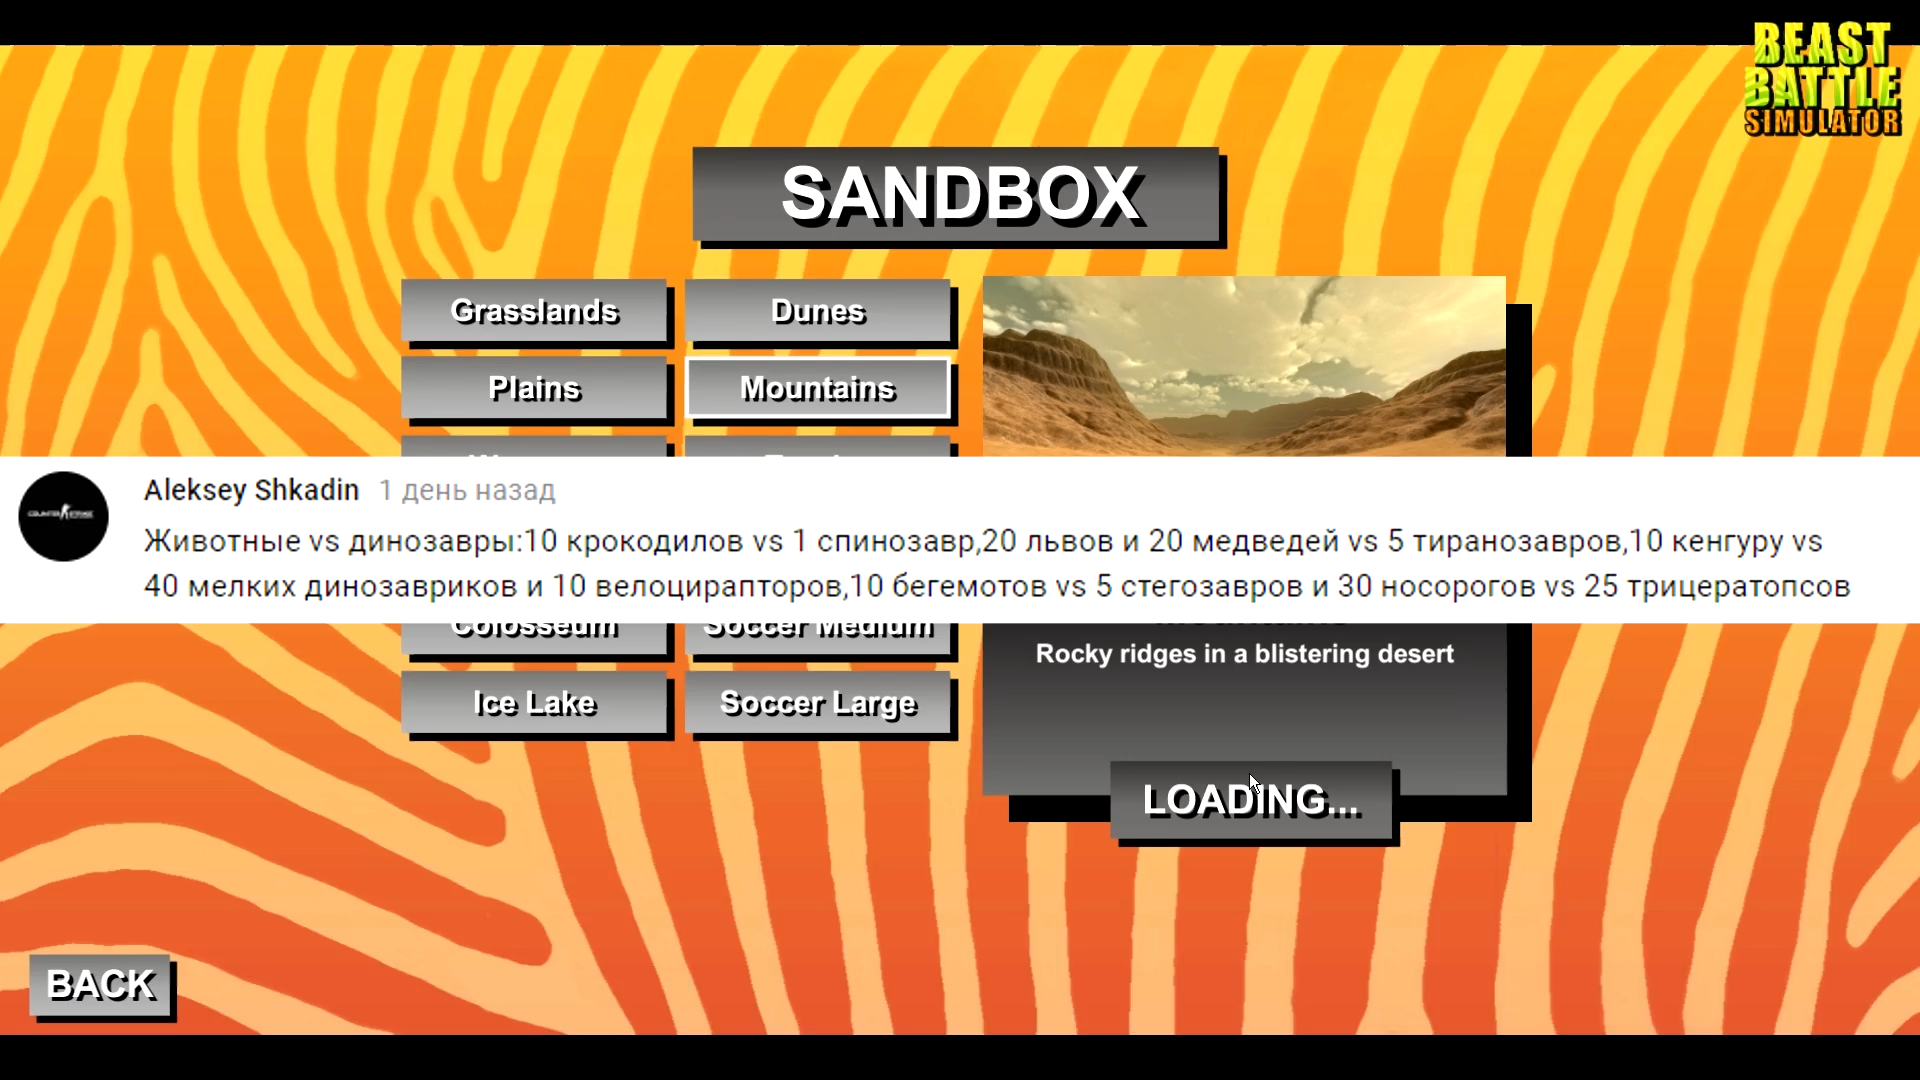 BEAST
BATTLE
SIMULATOR
SANDBOX
Grasslands
Dunes
Plains
Mountains
Aleksey Shkadin 1 день назад
Животные vs динозавры:10 крокодилов vs 1 спинозавр,20 львов и 20 медведей vs 5 тиранозавров,10 кенгуру vs
40 мелких динозавриков и 10 велоцирапторов,10 бегемотов vs 5 стегозавров и 30 носорогов vs 25 трицератопсов
Colosseum
Soccer Medium
Rocky ridges in a blistering desert
Ice Lake
Soccer Large
LOADING...
BACK